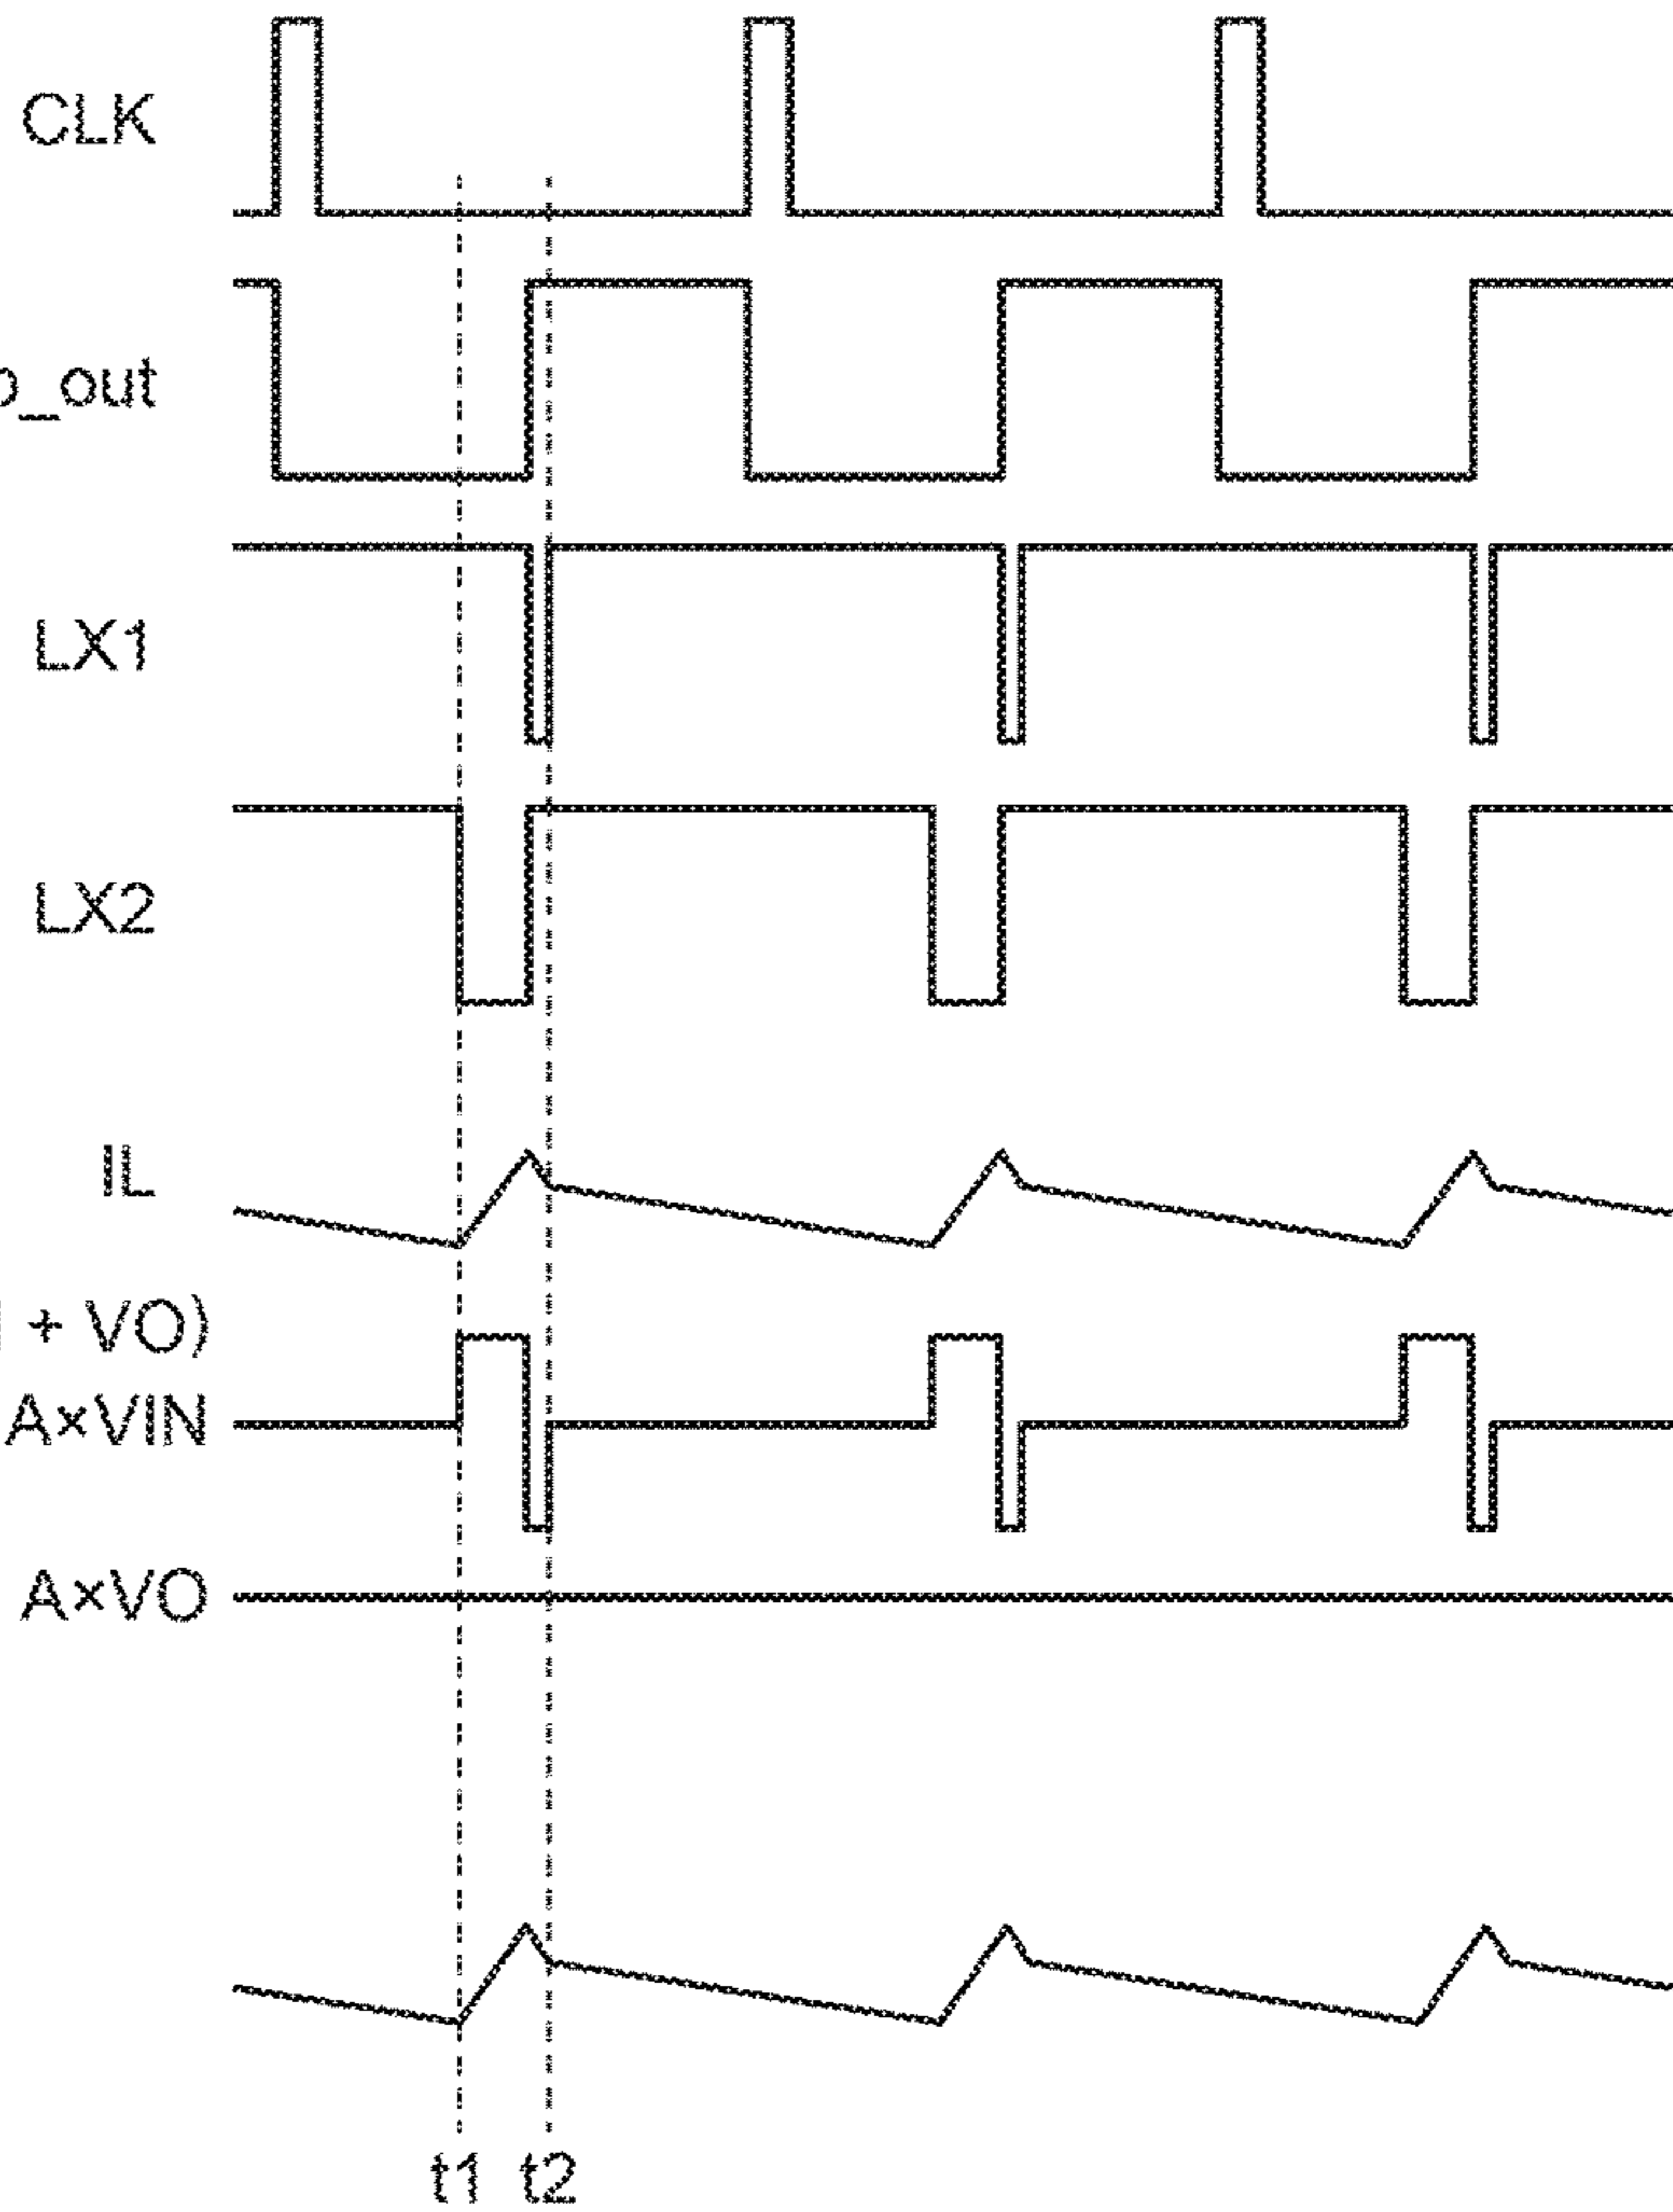 CLK
_out
LX1
LX2
IL
+ VO)
A×VIN
A×VO
t1 t2